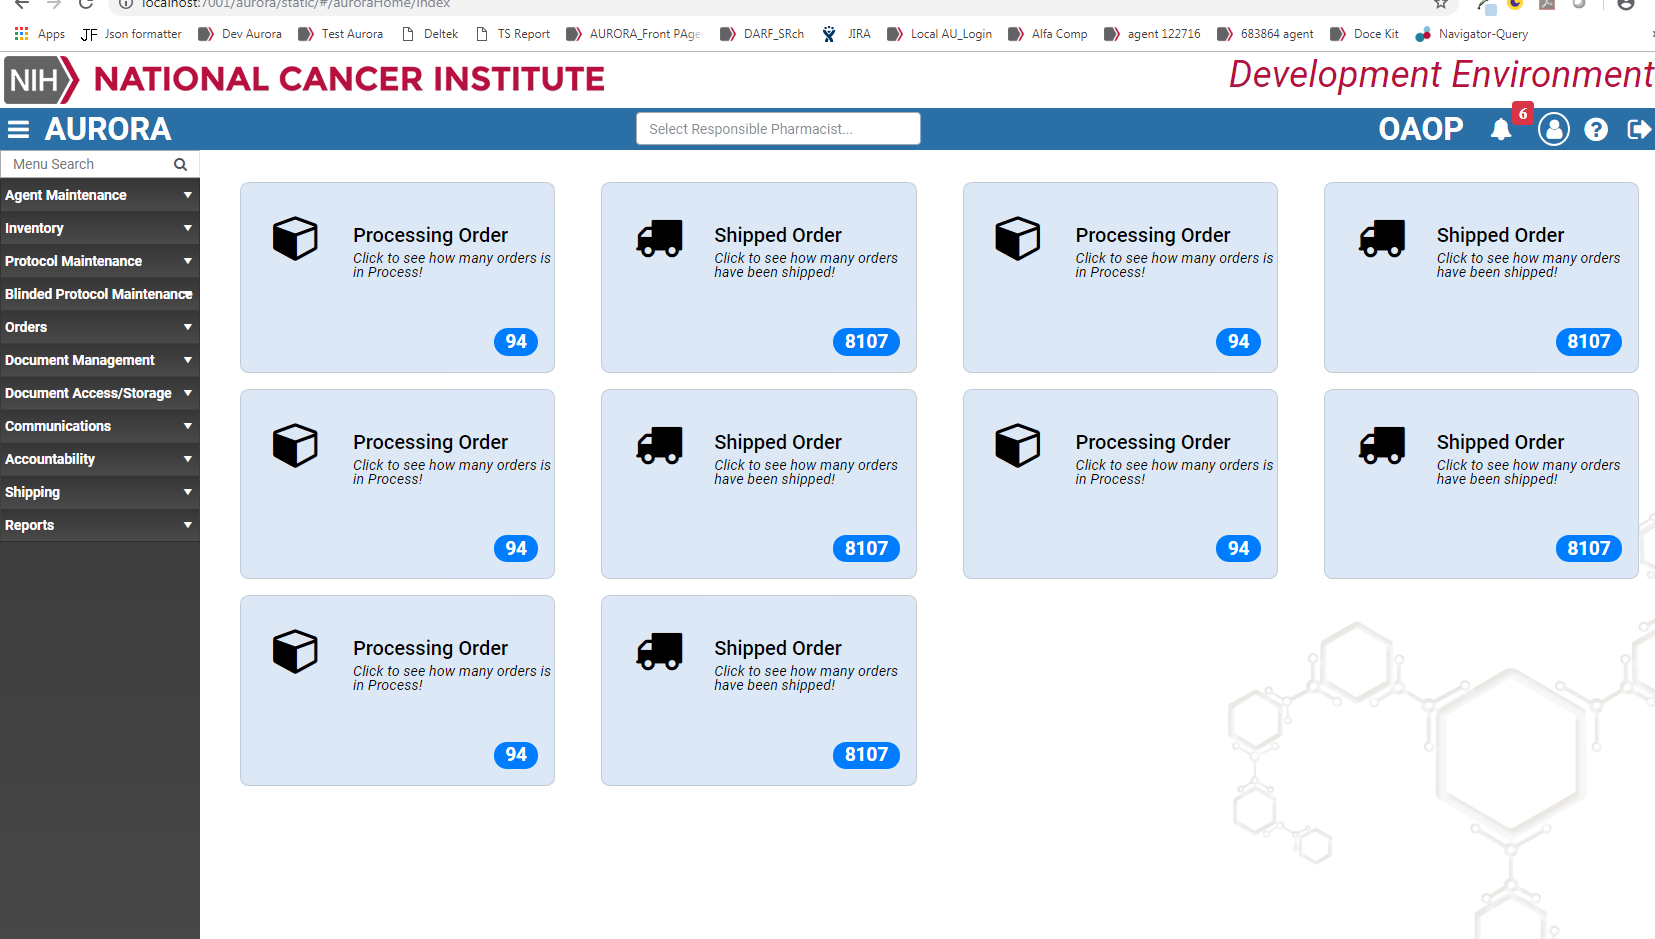 localhost:7001/aurora/static/#/auroraHome/index
Apps Json formatter Dev Aurora Test Aurora Deltek TS Report AURORA_Front PAge DARF_SRch JIRA Local AU_Login Alfa Comp agent 122716 683864 agent Doce Kit Navigator-Query
NIH NATIONAL CANCER INSTITUTE
Development Environment
AURORA
Select Responsible Pharmacist...
OAOP
6
Menu Search
Agent Maintenance
Inventory
Protocol Maintenance
Blinded Protocol Maintenance
Orders
Document Management
Document Access/Storage
Communications
Accountability
Shipping
Reports
Processing Order
Click to see how many orders is
in Process!
94
Shipped Order
Click to see how many orders
have been shipped!
8107
Processing Order
Click to see how many orders is
in Process!
94
Shipped Order
Click to see how many orders
have been shipped!
8107
Processing Order
Click to see how many orders is
in Process!
94
Shipped Order
Click to see how many orders
have been shipped!
8107
Processing Order
Click to see how many orders is
in Process!
94
Shipped Order
Click to see how many orders
have been shipped!
8107
Processing Order
Click to see how many orders is
in Process!
94
Shipped Order
Click to see how many orders
have been shipped!
8107